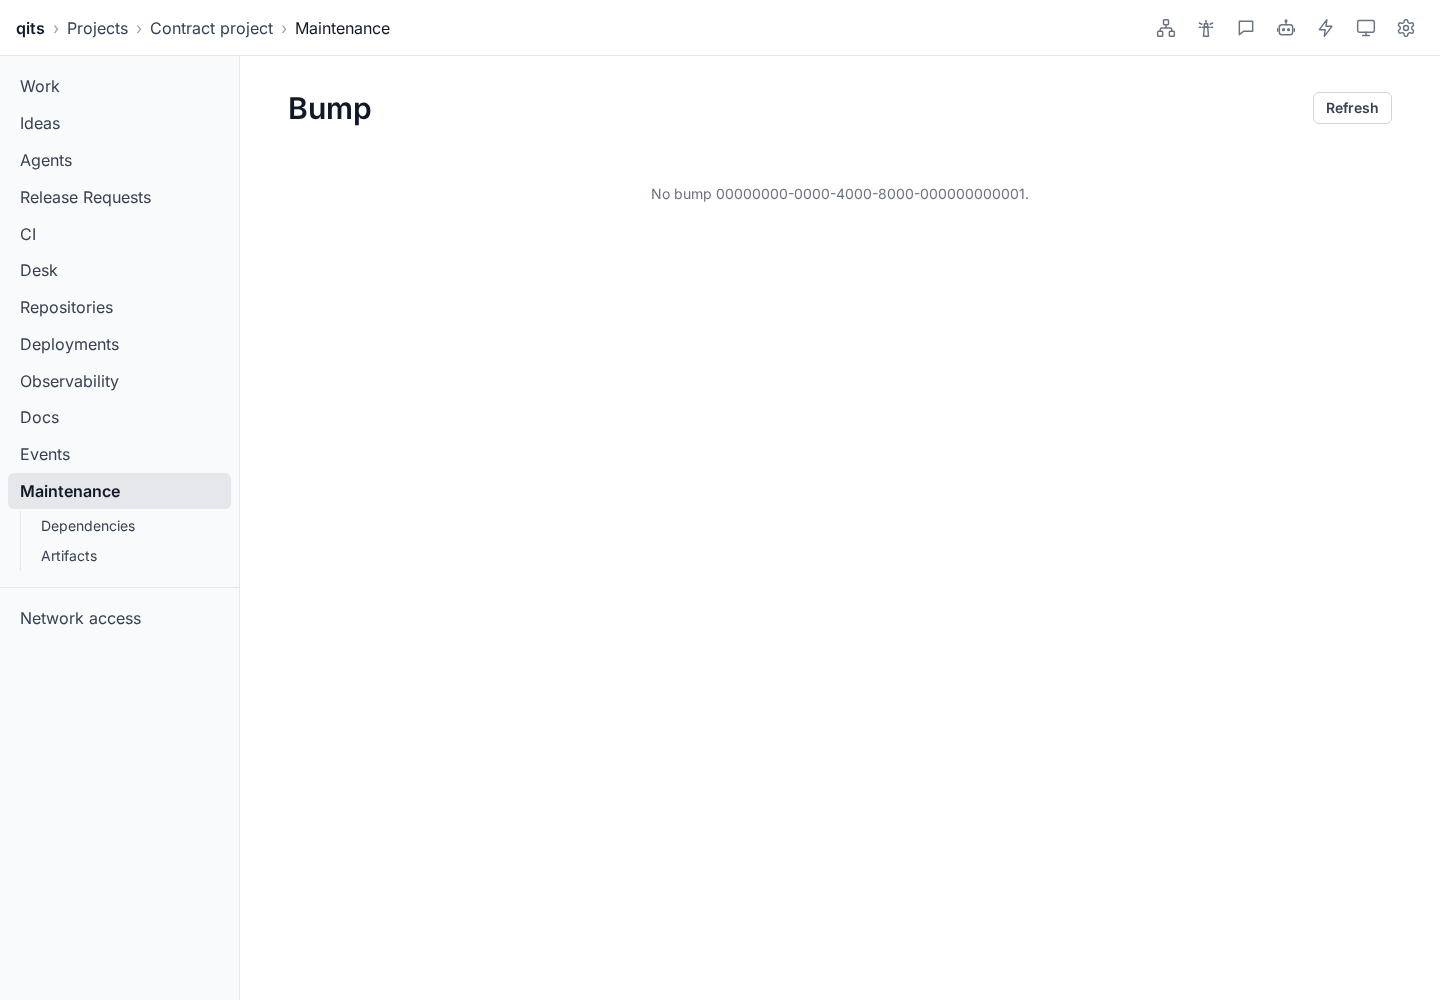 qits › Projects › Contract project › Maintenance
Work
Ideas
Agents
Release Requests
CI
Desk
Repositories
Deployments
Observability
Docs
Events
Maintenance
Dependencies
Artifacts
Network access
Bump
Refresh
No bump 00000000-0000-4000-8000-000000000001.